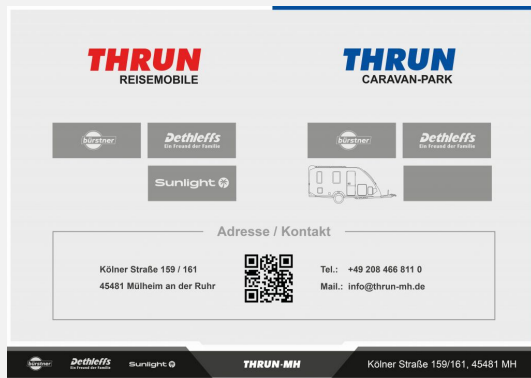 THRUN
REISEMOBILE
THRUN
CARAVAN-PARK
bürstner
Dethleffs
Ein Freund der Familie
bürstner
Dethleffs
Ein Freund der Familie
Sunlight
Adresse / Kontakt
Kölner Straße 159 / 161
45481 Mülheim an der Ruhr
Tel.: +49 208 466 811 0
Mail.: info@thrun-mh.de
bürstner
Dethleffs
Ein Freund der Familie
Sunlight
THRUN-MH
Kölner Straße 159/161, 45481 MH